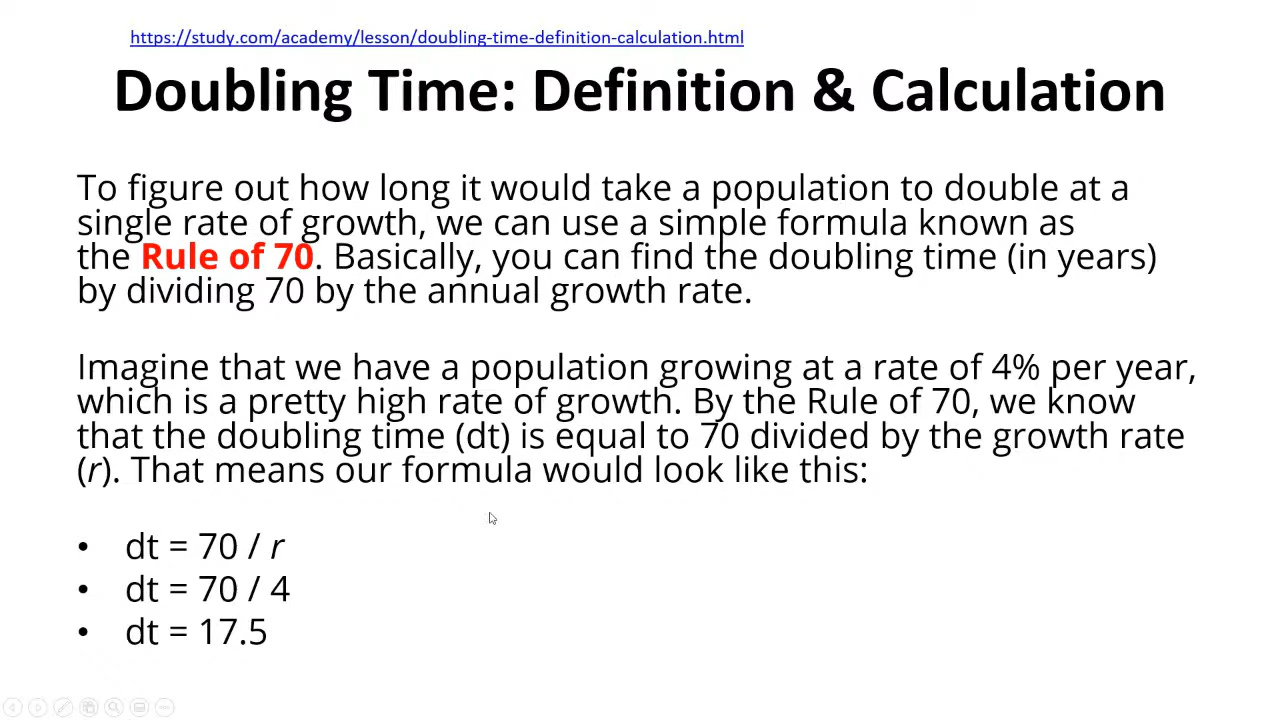 https://study.com/academy/lesson/doubling-time-definition-calculation.html
Doubling Time: Definition & Calculation
To figure out how long it would take a population to double at a
single rate of growth, we can use a simple formula known as
the Rule of 70. Basically, you can find the doubling time (in years)
by dividing 70 by the annual growth rate.
Imagine that we have a population growing at a rate of 4% per year,
which is a pretty high rate of growth. By the Rule of 70, we know
that the doubling time (dt) is equal to 70 divided by the growth rate
(r). That means our formula would look like this:
• dt = 70 / r
• dt = 70 / 4
• dt = 17.5